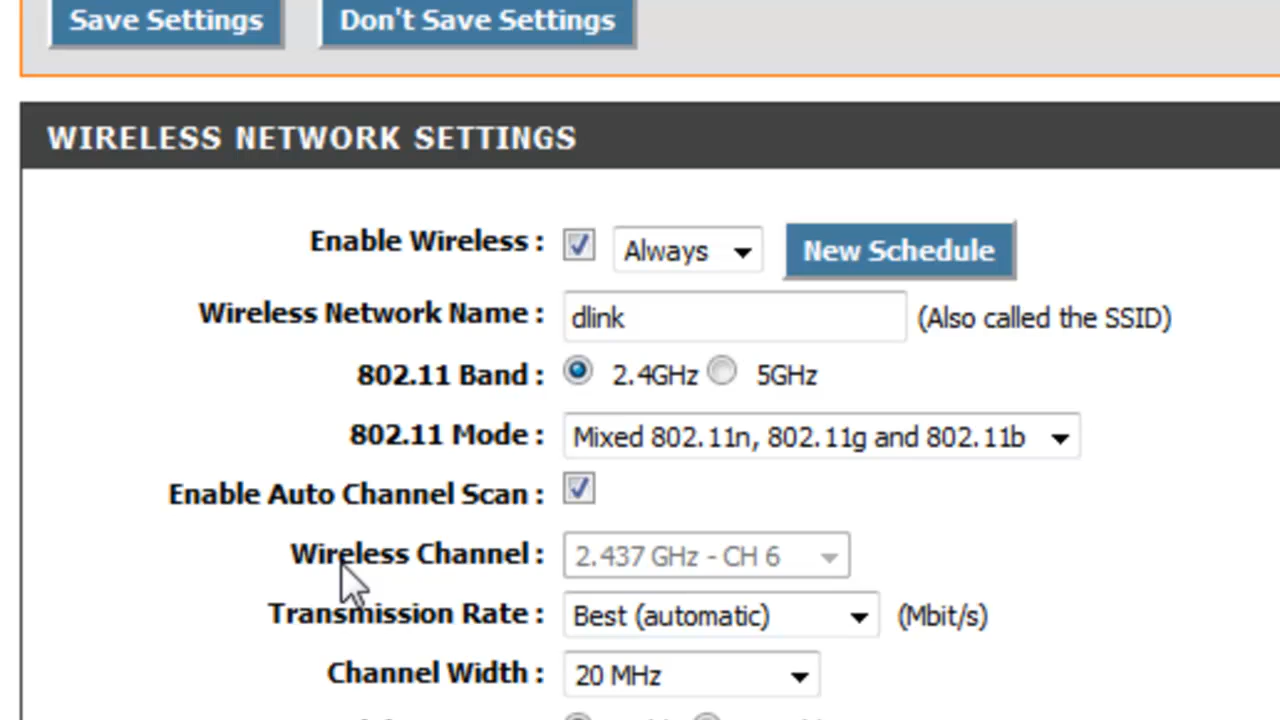 Save Settings Don't Save Settings
WIRELESS NETWORK SETTINGS
Enable Wireless : Always New Schedule
Wireless Network Name : dlink (Also called the SSID)
802.11 Band : 2.4GHz 5GHz
802.11 Mode : Mixed 802.11n, 802.11g and 802.11b
Enable Auto Channel Scan :
Wireless Channel : 2.437 GHz - CH 6
Transmission Rate : Best (automatic) (Mbit/s)
Channel Width : 20 MHz